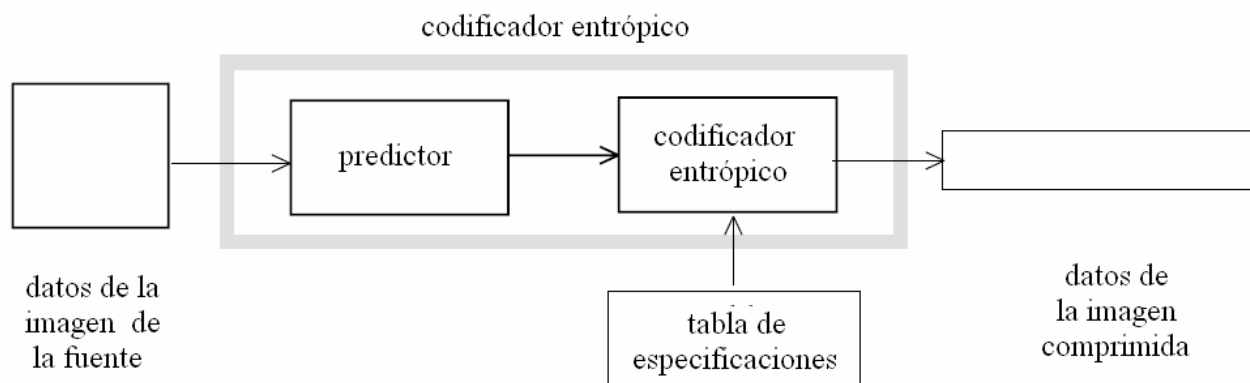 codificador entrópico
predictor
codificador
entrópico
datos de la
imagen de
la fuente
tabla de
especificaciones
datos de
la imagen
comprimida